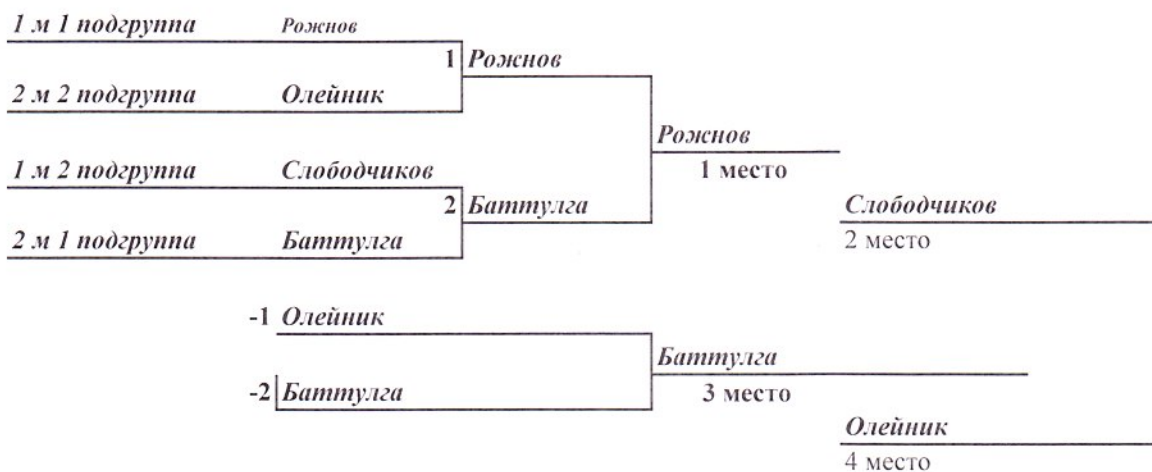 1 м 1 подгруппа Рожнов
1 Рожнов
2 м 2 подгруппа Олейник
Рожнов
1 м 2 подгруппа Слободчиков
1 место
2 Баттулга
Слободчиков
2 м 1 подгруппа Баттулга
2 место
-1 Олейник
Баттулга
-2 Баттулга
3 место
Олейник
4 место